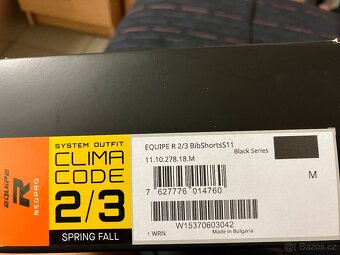 EQUIPE R
NEOPRO
SYSTEM OUTFIT
CLIMA
CODE
2/3
SPRING FALL
EQUIPE R 2/3 BibShortsS11
Black Series
11.10.278.18.M
M
7 627776 014760
W15370603042
WRN
Made in Bulgaria
Bazoš.cz